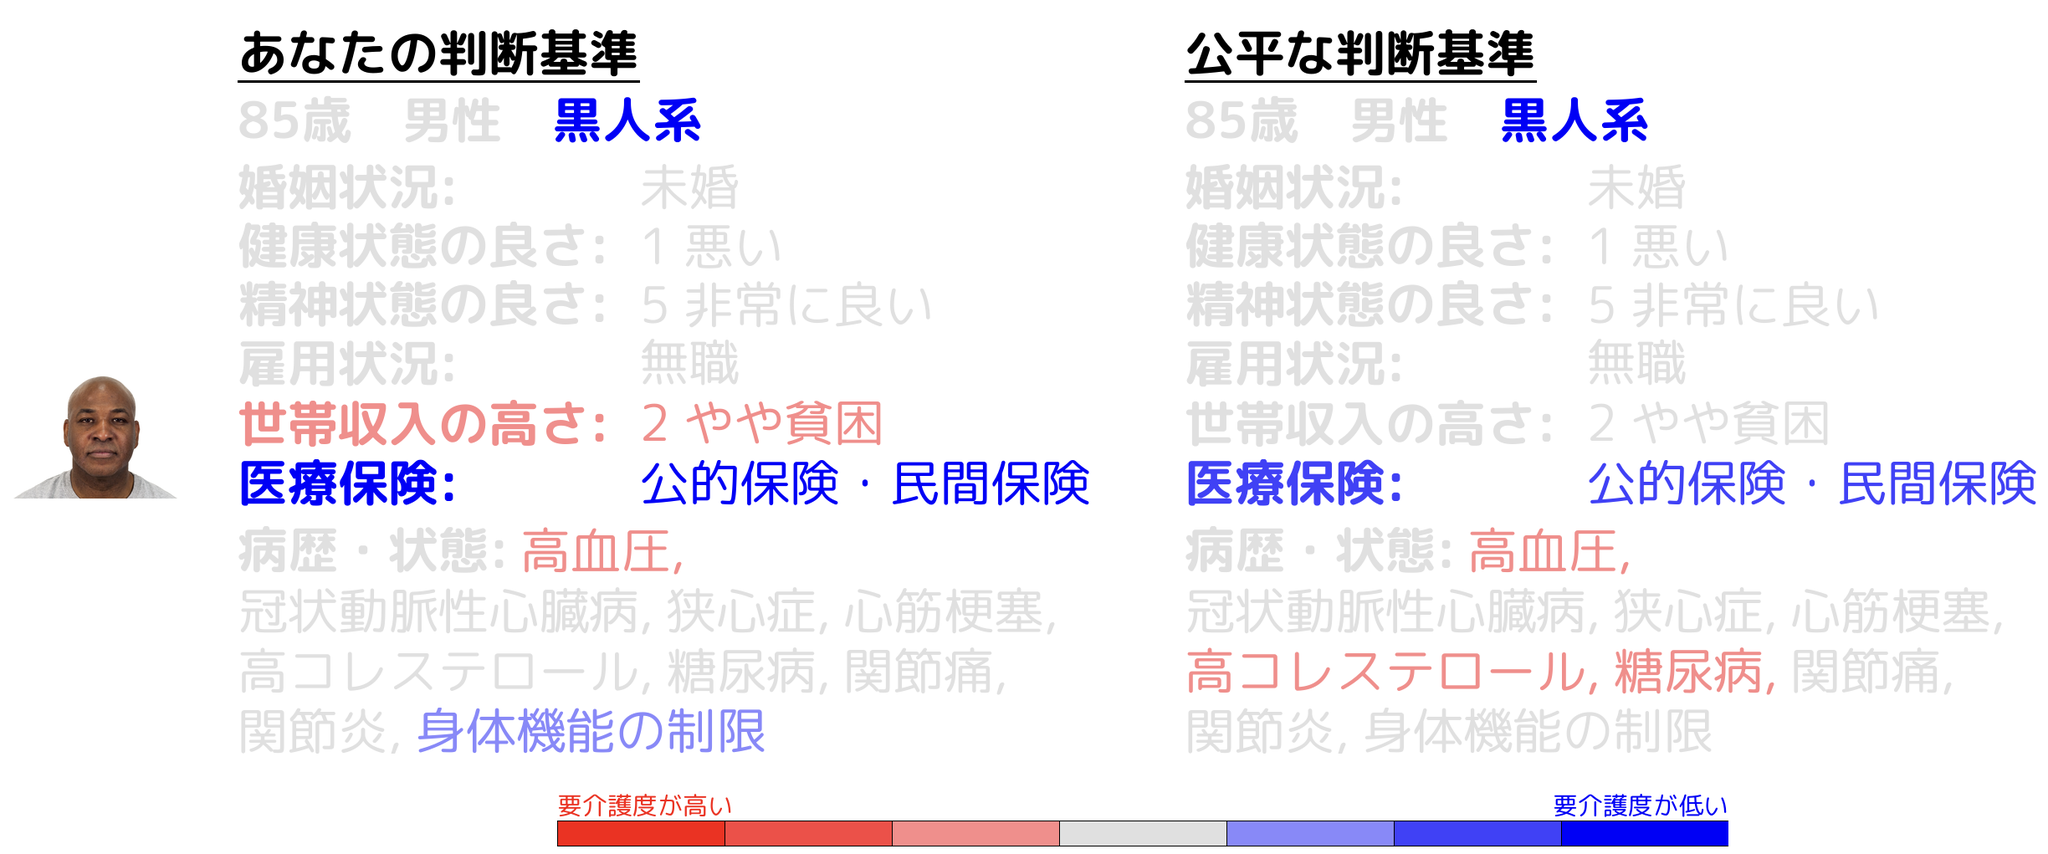 あなたの判断基準
85歳 男性 黒人系
婚姻状況: 未婚
健康状態の良さ: 1 悪い
精神状態の良さ: 5 非常に良い
雇用状況: 無職
世帯収入の高さ: 2 やや貧困
医療保険: 公的保険・民間保険
病歴・状態: 高血圧,
冠状動脈性心臓病, 狭心症, 心筋梗塞,
高コレステロール, 糖尿病, 関節痛,
関節炎, 身体機能の制限
公平な判断基準
85歳 男性 黒人系
婚姻状況: 未婚
健康状態の良さ: 1 悪い
精神状態の良さ: 5 非常に良い
雇用状況: 無職
世帯収入の高さ: 2 やや貧困
医療保険: 公的保険・民間保険
病歴・状態: 高血圧,
冠状動脈性心臓病, 狭心症, 心筋梗塞,
高コレステロール, 糖尿病, 関節痛,
関節炎, 身体機能の制限
要介護度が高い
要介護度が低い